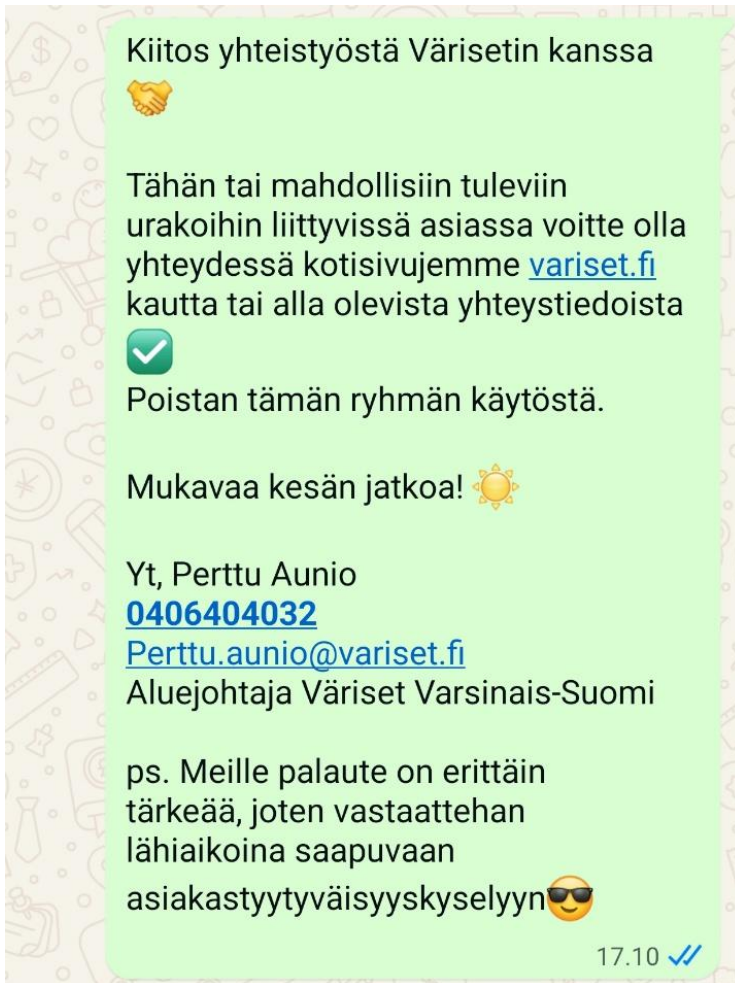 Kiitos yhteistyöstä Värisetin kanssa
🤝
Tähän tai mahdollisiin tuleviin
urakoihin liittyvissä asiassa voitte olla
yhteydessä kotisivujemme variset.fi
kautta tai alla olevista yhteystiedoista
✅
Poistan tämän ryhmän käytöstä.
Mukavaa kesän jatkoa! ☀️
Yt, Perttu Aunio
0406404032
Perttu.aunio@variset.fi
Aluejohtaja Väriset Varsinais-Suomi
ps. Meille palaute on erittäin
tärkeää, joten vastaattehan
lähiaikoina saapuvaan
asiakastyytyväisyyskyselyyn😎
17.10